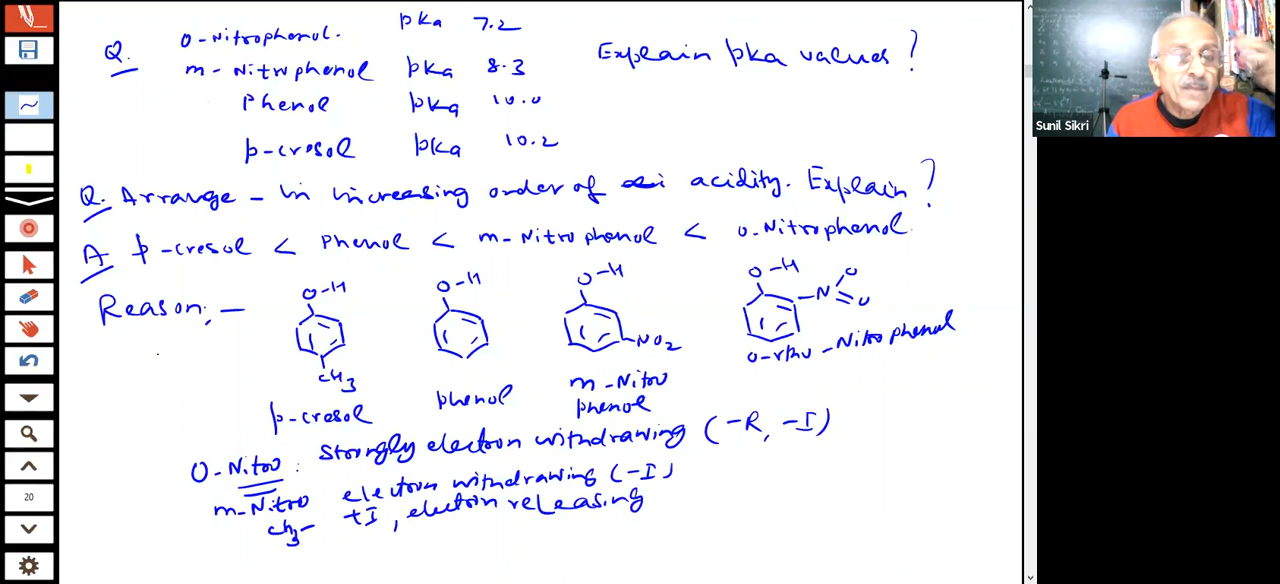 Q. O-Nitrophenol. pka 7.2 Explain pka values?
m-Nitrophenol pka 8.3
Phenol pka 10.0
p-cresol pka 10.2
Q. Arrange - in increasing order of acidity. Explain?
A p-cresol < Phenol < m-Nitrophenol < o-Nitrophenol.
Reason; -
O-H O-H O-H O-H
N O O
NO2
CH3
p-cresol phenol m-Nitro phenol O-rtho-Nitrophenol
O-Nitro: Strongly electron withdrawing (-R, -I)
m-Nitro electron withdrawing (-I)
CH3- +I, electron releasing
Sunil Sikri
20